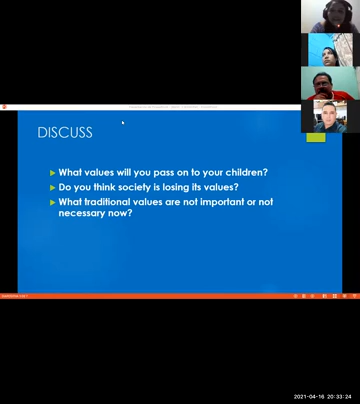 DISCUSS
What values will you pass on to your children?
Do you think society is losing its values?
What traditional values are not important or not
necessary now?
2021-04-16 20:33:24